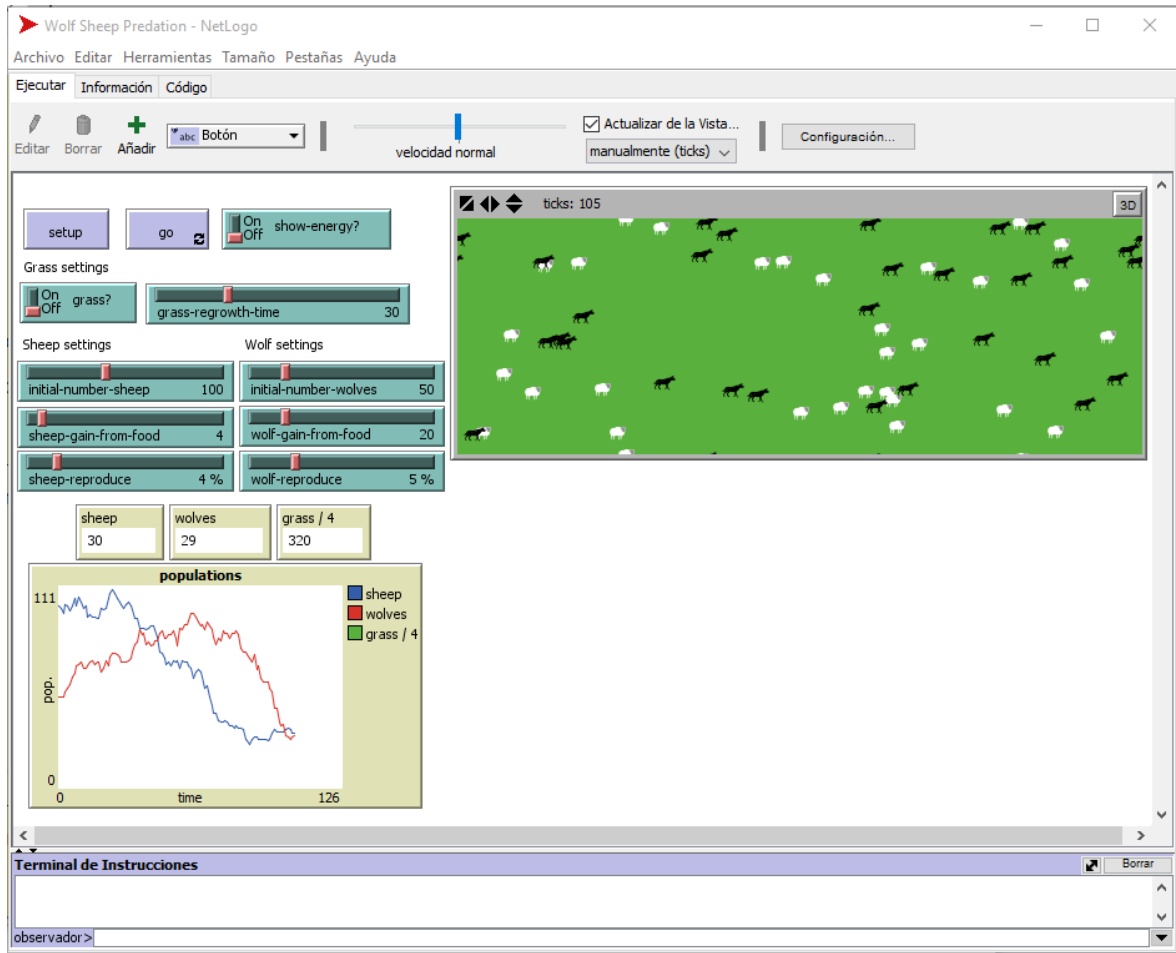 Wolf Sheep Predation - NetLogo
Archivo Editar Herramientas Tamaño Pestañas Ayuda
Ejecutar Información Código
Editar Borrar Añadir abc Botón velocidad normal Actualizar de la Vista... manualmente (ticks) Configuración...
ticks: 105 3D
setup go On Off show-energy?
Grass settings
On Off grass? grass-regrowth-time 30
Sheep settings Wolf settings
initial-number-sheep 100 initial-number-wolves 50
sheep-gain-from-food 4 wolf-gain-from-food 20
sheep-reproduce 4 % wolf-reproduce 5 %
sheep wolves grass / 4
30 29 320
populations
111 sheep
wolves
grass / 4
pop.
0
0 time 126
Terminal de Instrucciones Borrar
observador>